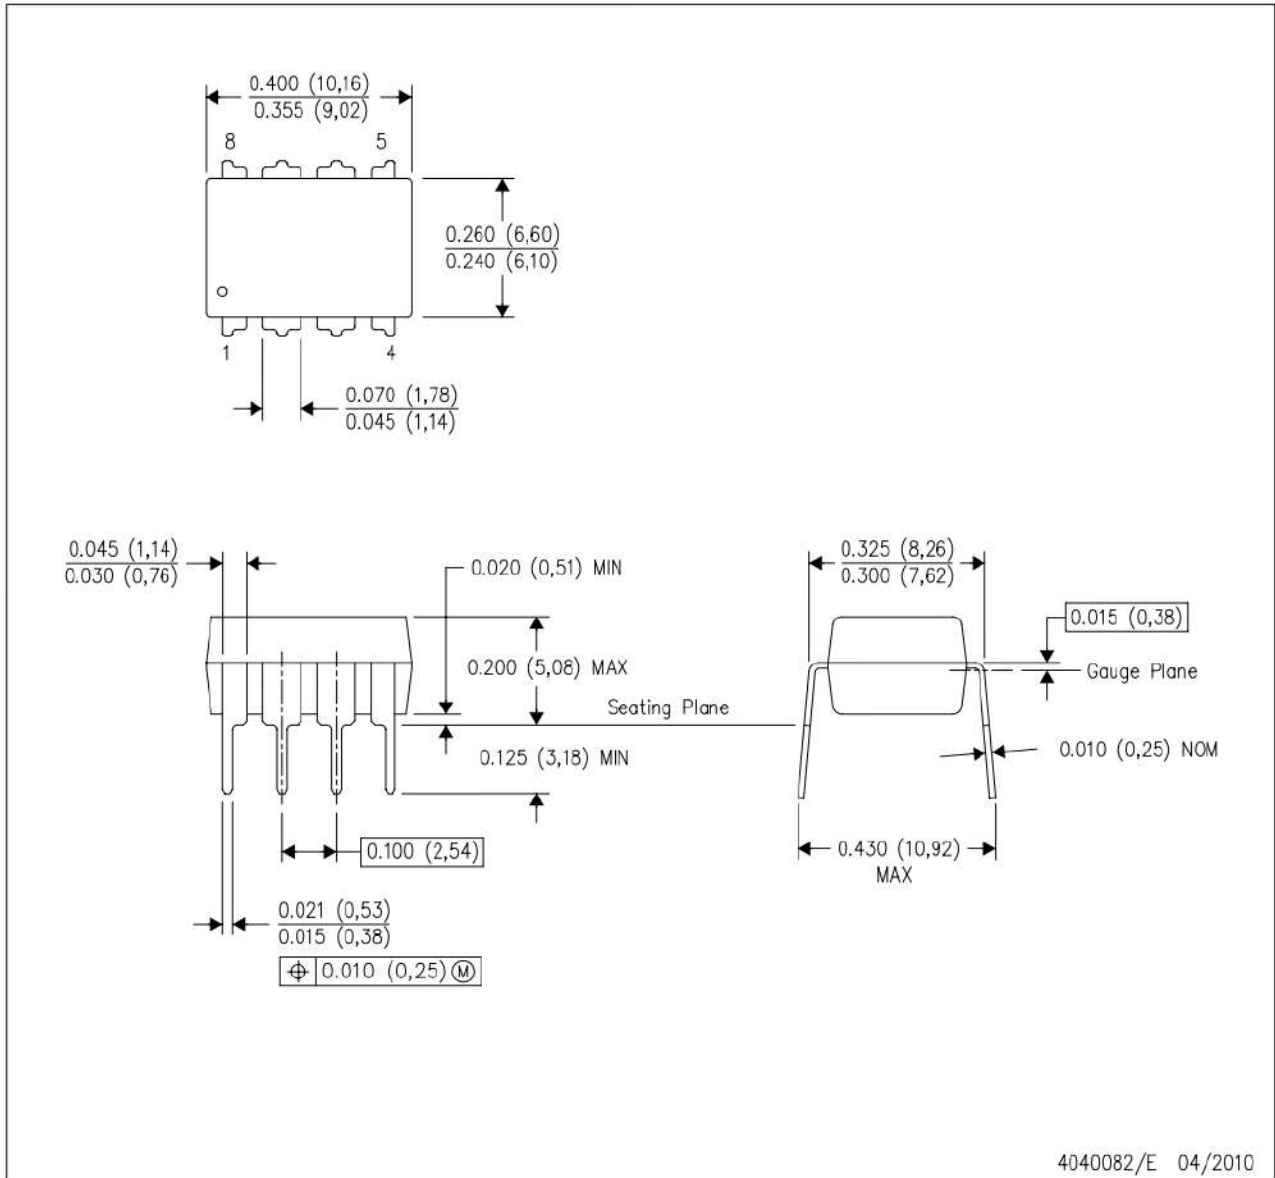 0.400 (10,16)
0.355 (9,02)
8
5
0.260 (6,60)
0.240 (6,10)
1
4
0.070 (1,78)
0.045 (1,14)
0.045 (1,14)
0.030 (0,76)
0.020 (0,51) MIN
0.325 (8,26)
0.300 (7,62)
0.015 (0,38)
0.200 (5,08) MAX
Gauge Plane
Seating Plane
0.125 (3,18) MIN
0.010 (0,25) NOM
0.100 (2,54)
0.430 (10,92)
MAX
0.021 (0,53)
0.015 (0,38)
⌖ 0.010 (0,25) Ⓜ
4040082/E 04/2010